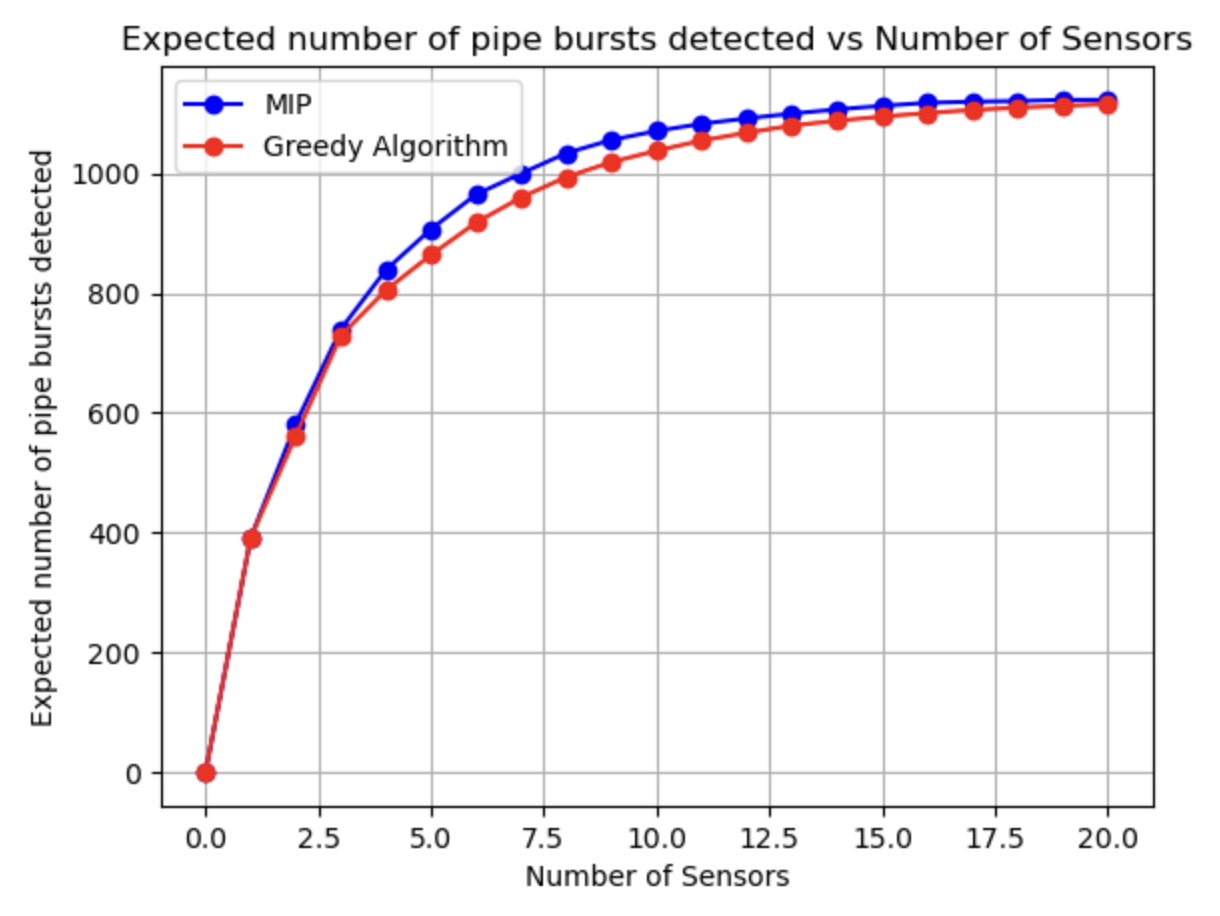 Expected number of pipe bursts detected vs Number of Sensors
MIP
Greedy Algorithm
Expected number of pipe bursts detected
1000
800
600
400
200
0
0.0 2.5 5.0 7.5 10.0 12.5 15.0 17.5 20.0
Number of Sensors